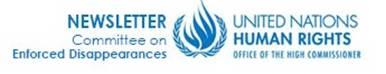 NEWSLETTER
Committee on
Enforced Disappearances
UNITED NATIONS
HUMAN RIGHTS
OFFICE OF THE HIGH COMMISSIONER